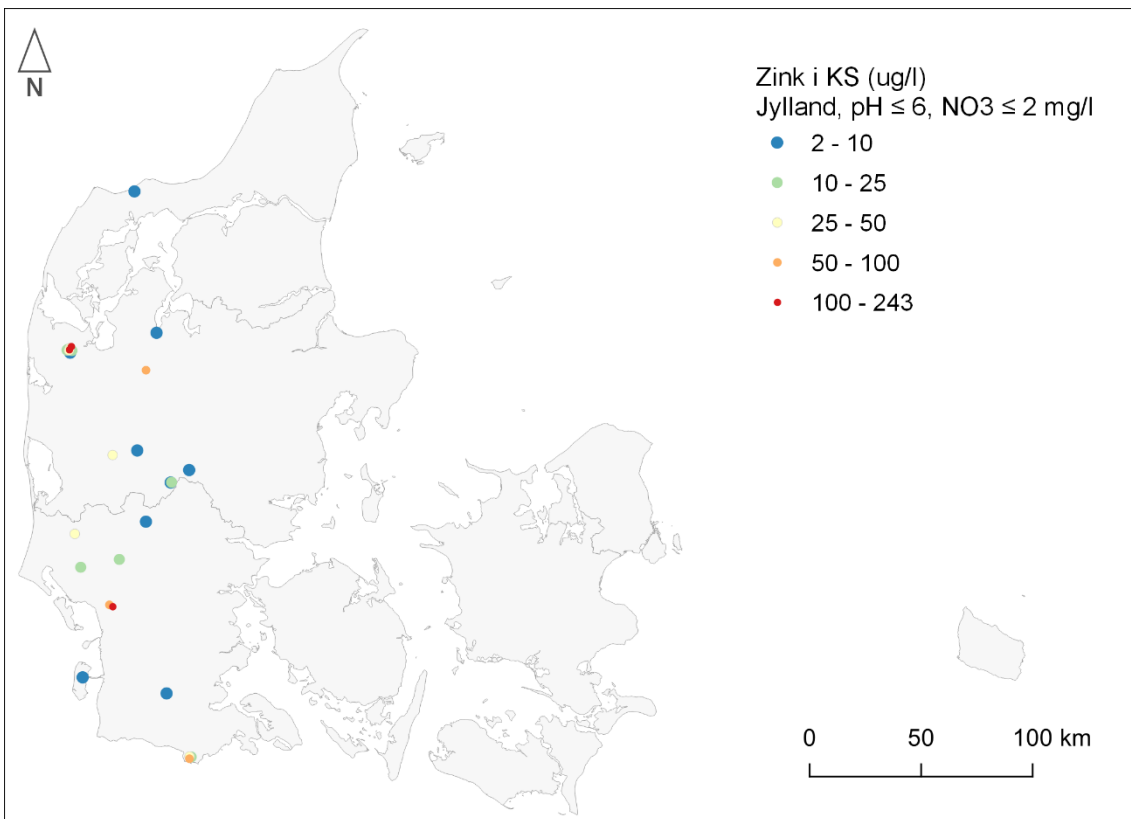 N
Zink i KS (ug/l)
Jylland, pH ≤ 6, NO3 ≤ 2 mg/l
2 - 10
10 - 25
25 - 50
50 - 100
100 - 243
0 50 100 km